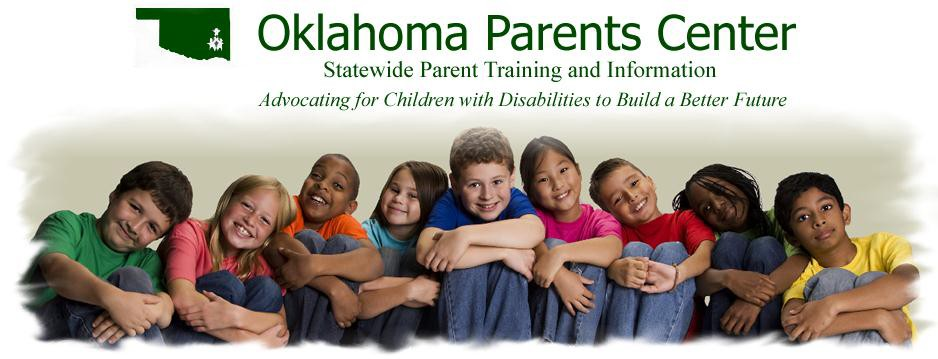 Oklahoma Parents Center
Statewide Parent Training and Information
Advocating for Children with Disabilities to Build a Better Future